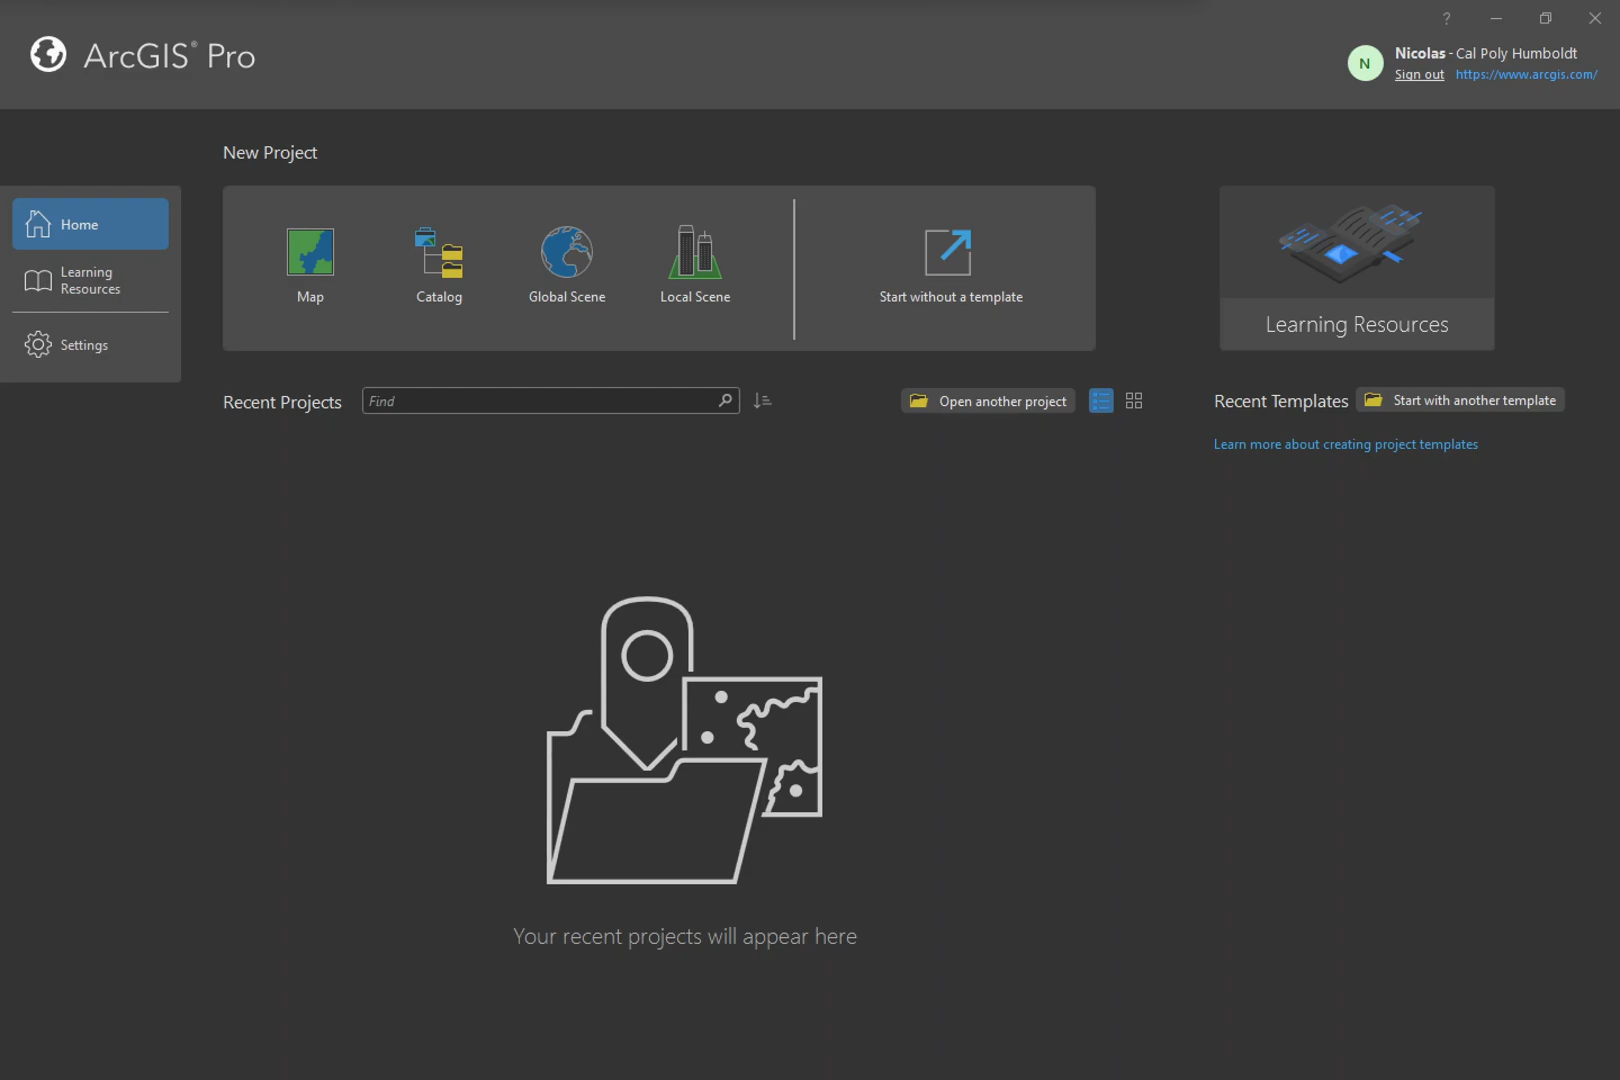 ?
ArcGIS® Pro
N
Nicolas - Cal Poly Humboldt
Sign out https://www.arcgis.com/
New Project
Home
Learning
Resources
Settings
Map
Catalog
Global Scene
Local Scene
Start without a template
Learning Resources
Recent Projects
Find
Open another project
Recent Templates
Start with another template
Learn more about creating project templates
Your recent projects will appear here